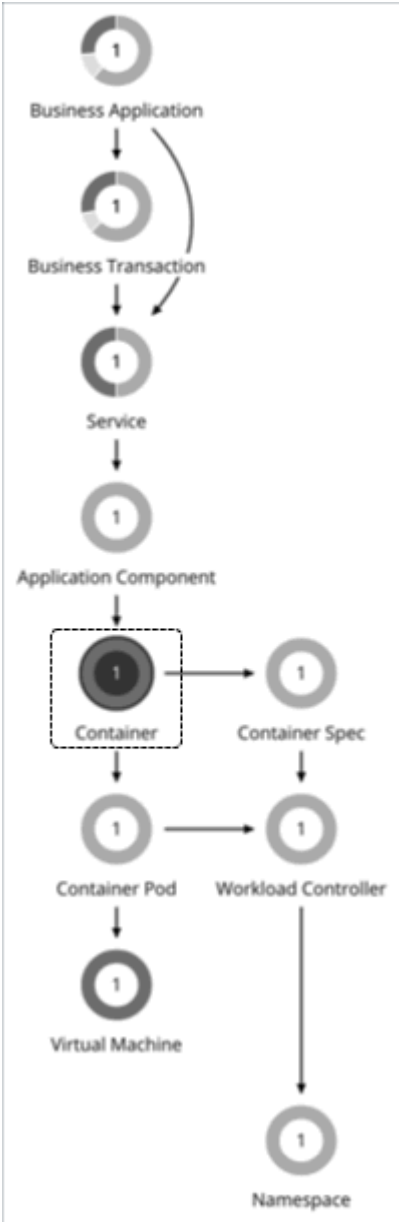 1
Business Application
1
Business Transaction
1
Service
1
Application Component
1
Container
1
Container Spec
1
Container Pod
1
Workload Controller
1
Virtual Machine
1
Namespace